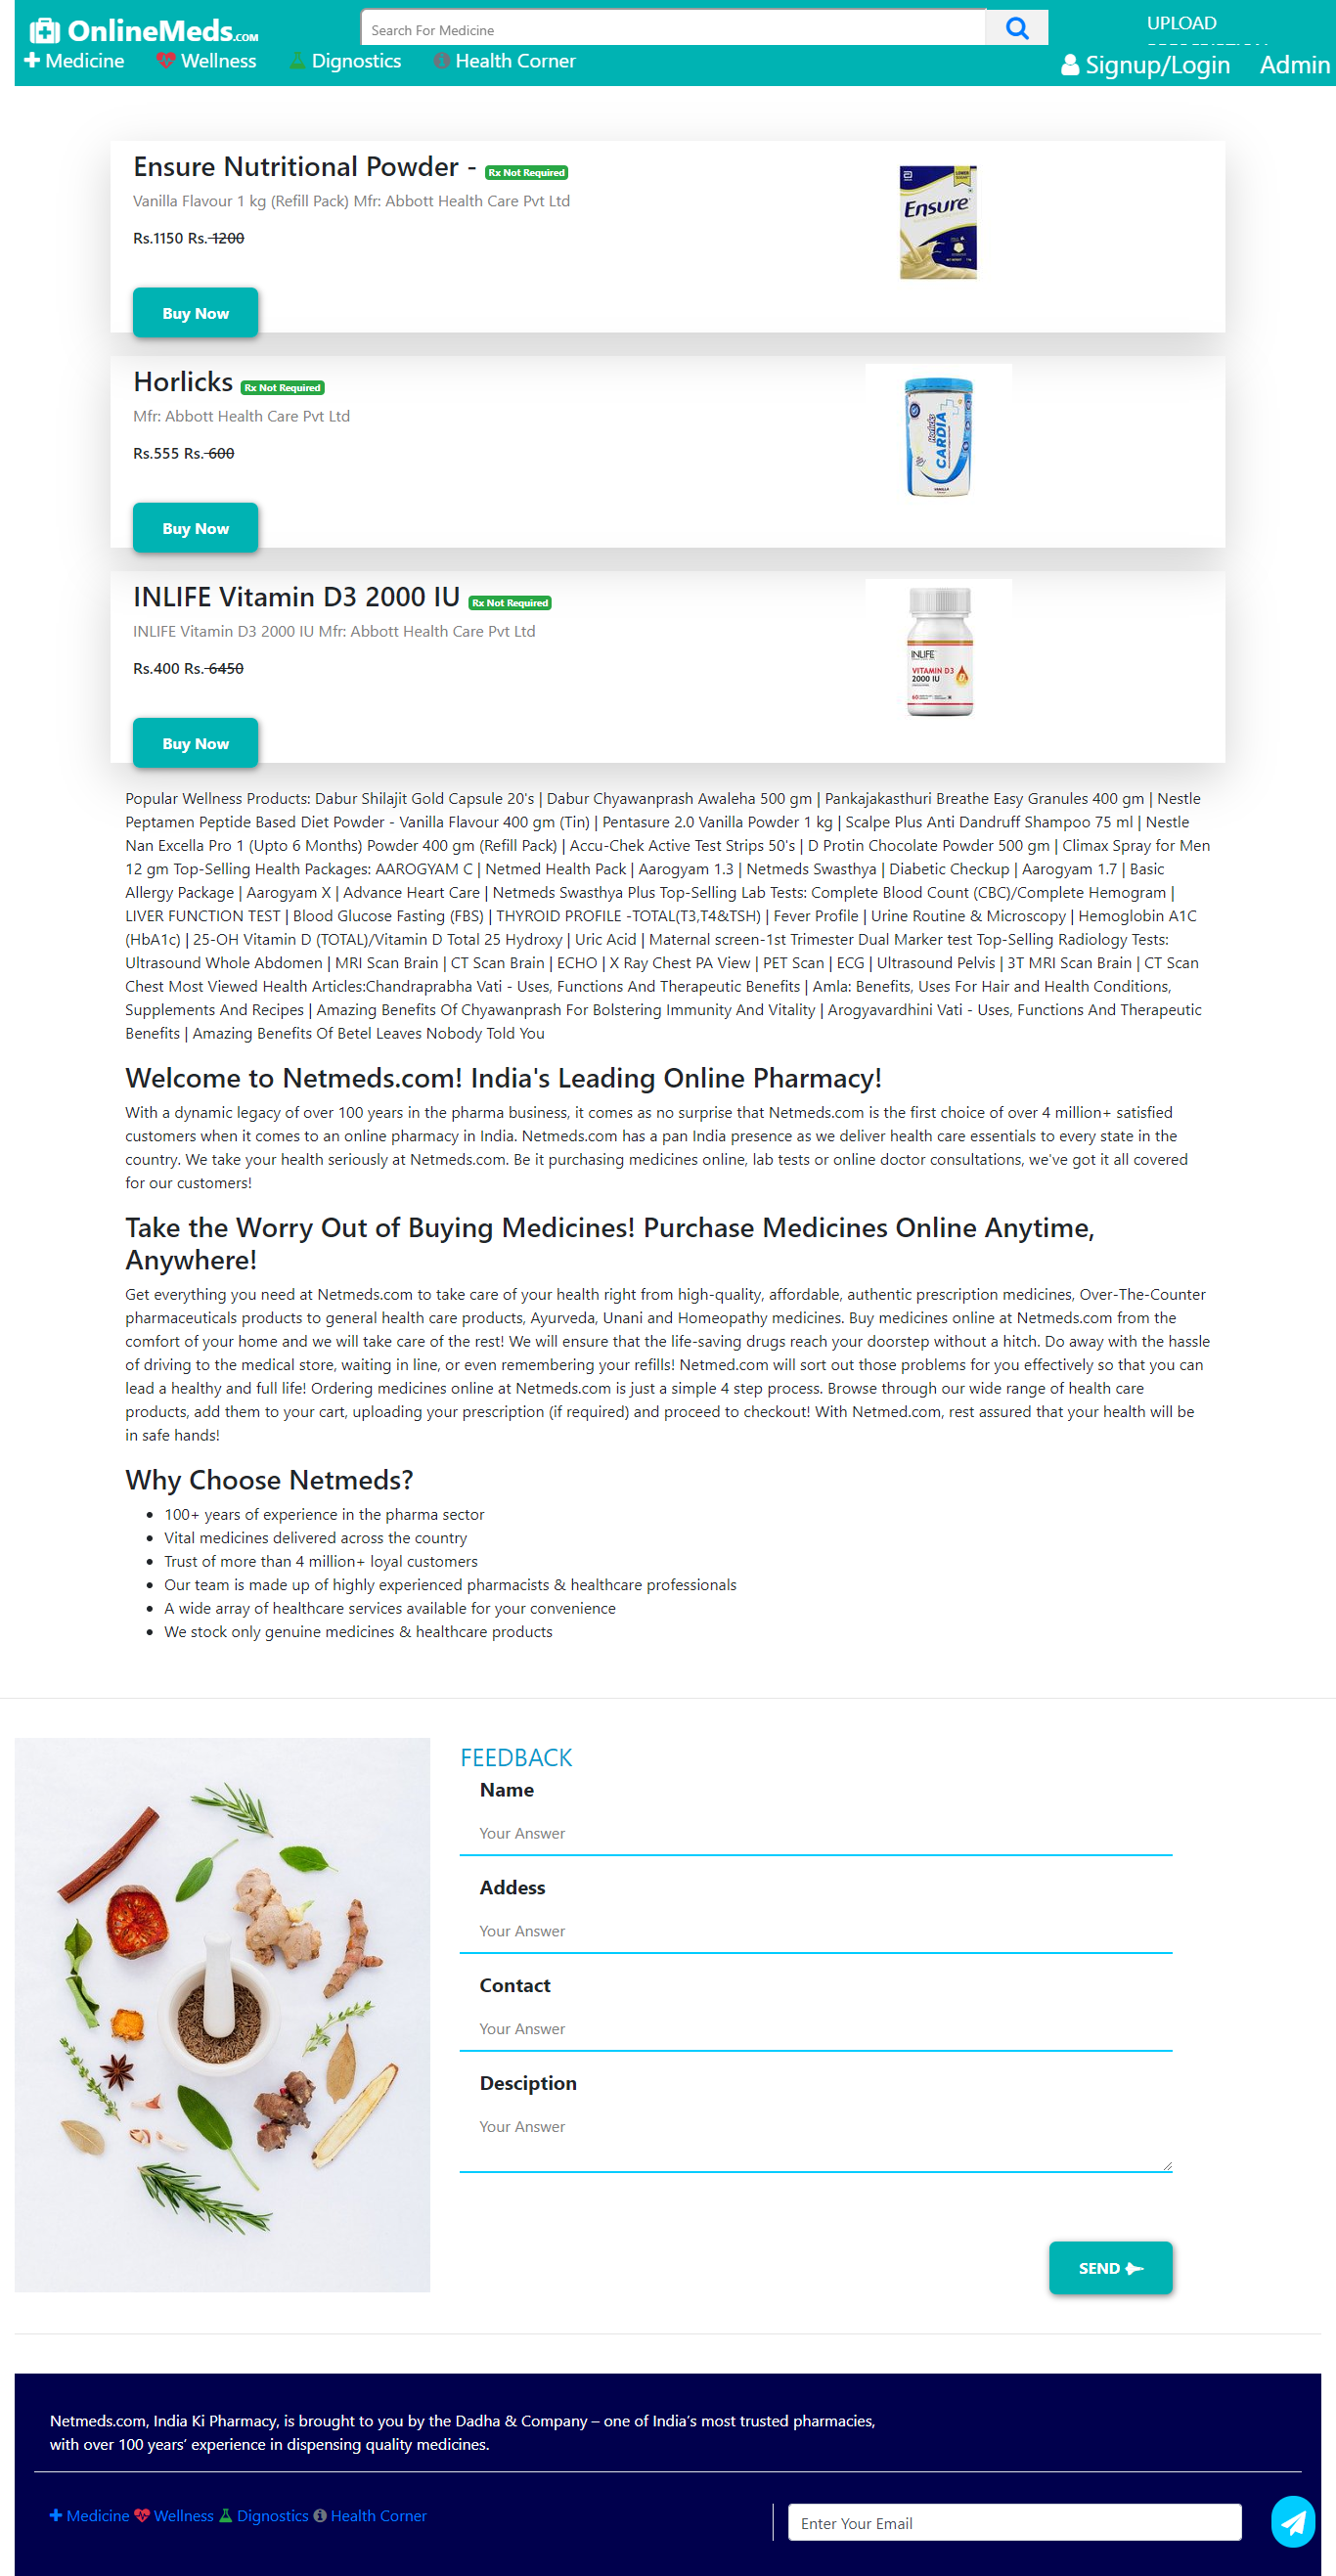 OnlineMeds.COM
Search For Medicine
UPLOAD
Medicine
Wellness
Dignostics
Health Corner
Signup/Login
Admin
Ensure Nutritional Powder - Rx Not Required
Vanilla Flavour 1 kg (Refill Pack) Mfr: Abbott Health Care Pvt Ltd
Rs.1150 Rs. 1200
Ensure
Buy Now
Horlicks Rx Not Required
Mfr: Abbott Health Care Pvt Ltd
Rs.555 Rs. 600
Horlicks
CARDIA
Buy Now
INLIFE Vitamin D3 2000 IU Rx Not Required
INLIFE Vitamin D3 2000 IU Mfr: Abbott Health Care Pvt Ltd
Rs.400 Rs. 6450
INLIFE
VITAMIN D3
2000 IU
Buy Now
Popular Wellness Products: Dabur Shilajit Gold Capsule 20's | Dabur Chyawanprash Awaleha 500 gm | Pankajakasthuri Breathe Easy Granules 400 gm | Nestle
Peptamen Peptide Based Diet Powder - Vanilla Flavour 400 gm (Tin) | Pentasure 2.0 Vanilla Powder 1 kg | Scalpe Plus Anti Dandruff Shampoo 75 ml | Nestle
Nan Excella Pro 1 (Upto 6 Months) Powder 400 gm (Refill Pack) | Accu-Chek Active Test Strips 50's | D Protin Chocolate Powder 500 gm | Climax Spray for Men
12 gm Top-Selling Health Packages: AAROGYAM C | Netmed Health Pack | Aarogyam 1.3 | Netmeds Swasthya | Diabetic Checkup | Aarogyam 1.7 | Basic
Allergy Package | Aarogyam X | Advance Heart Care | Netmeds Swasthya Plus Top-Selling Lab Tests: Complete Blood Count (CBC)/Complete Hemogram |
LIVER FUNCTION TEST | Blood Glucose Fasting (FBS) | THYROID PROFILE -TOTAL(T3,T4&TSH) | Fever Profile | Urine Routine & Microscopy | Hemoglobin A1C
(HbA1c) | 25-OH Vitamin D (TOTAL)/Vitamin D Total 25 Hydroxy | Uric Acid | Maternal screen-1st Trimester Dual Marker test Top-Selling Radiology Tests:
Ultrasound Whole Abdomen | MRI Scan Brain | CT Scan Brain | ECHO | X Ray Chest PA View | PET Scan | ECG | Ultrasound Pelvis | 3T MRI Scan Brain | CT Scan
Chest Most Viewed Health Articles:Chandraprabha Vati - Uses, Functions And Therapeutic Benefits | Amla: Benefits, Uses For Hair and Health Conditions,
Supplements And Recipes | Amazing Benefits Of Chyawanprash For Bolstering Immunity And Vitality | Arogyavardhini Vati - Uses, Functions And Therapeutic
Benefits | Amazing Benefits Of Betel Leaves Nobody Told You
Welcome to Netmeds.com! India's Leading Online Pharmacy!
With a dynamic legacy of over 100 years in the pharma business, it comes as no surprise that Netmeds.com is the first choice of over 4 million+ satisfied
customers when it comes to an online pharmacy in India. Netmeds.com has a pan India presence as we deliver health care essentials to every state in the
country. We take your health seriously at Netmeds.com. Be it purchasing medicines online, lab tests or online doctor consultations, we've got it all covered
for our customers!
Take the Worry Out of Buying Medicines! Purchase Medicines Online Anytime,
Anywhere!
Get everything you need at Netmeds.com to take care of your health right from high-quality, affordable, authentic prescription medicines, Over-The-Counter
pharmaceuticals products to general health care products, Ayurveda, Unani and Homeopathy medicines. Buy medicines online at Netmeds.com from the
comfort of your home and we will take care of the rest! We will ensure that the life-saving drugs reach your doorstep without a hitch. Do away with the hassle
of driving to the medical store, waiting in line, or even remembering your refills! Netmed.com will sort out those problems for you effectively so that you can
lead a healthy and full life! Ordering medicines online at Netmeds.com is just a simple 4 step process. Browse through our wide range of health care
products, add them to your cart, uploading your prescription (if required) and proceed to checkout! With Netmed.com, rest assured that your health will be
in safe hands!
Why Choose Netmeds?
• 100+ years of experience in the pharma sector
• Vital medicines delivered across the country
• Trust of more than 4 million+ loyal customers
• Our team is made up of highly experienced pharmacists & healthcare professionals
• A wide array of healthcare services available for your convenience
• We stock only genuine medicines & healthcare products
FEEDBACK
Name
Your Answer
Addess
Your Answer
Contact
Your Answer
Desciption
Your Answer
SEND
Netmeds.com, India Ki Pharmacy, is brought to you by the Dadha & Company – one of India's most trusted pharmacies,
with over 100 years' experience in dispensing quality medicines.
Medicine Wellness Dignostics Health Corner
Enter Your Email